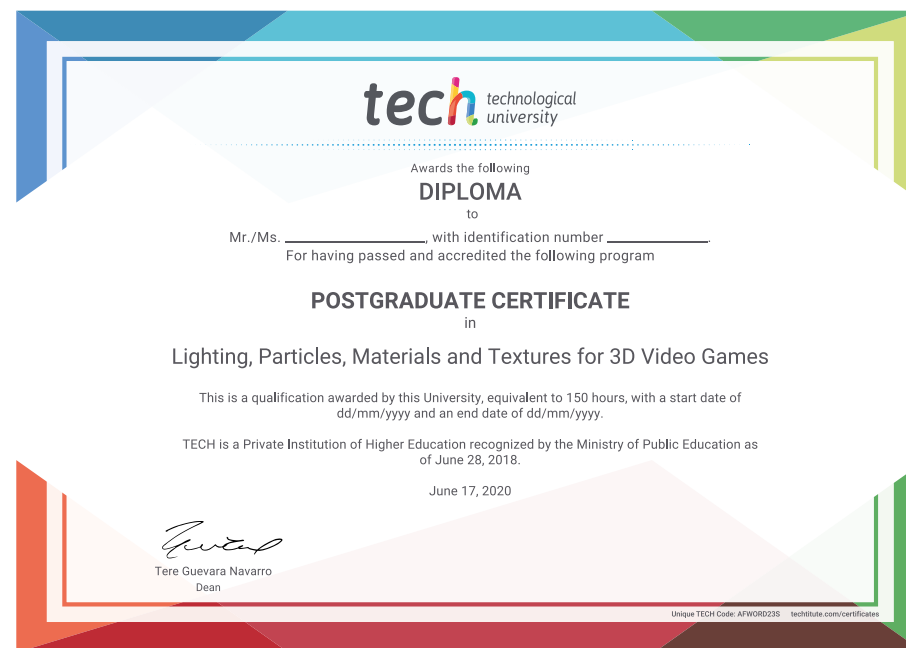 tech technological
university
Awards the following
DIPLOMA
to
Mr./Ms. ____________________, with identification number ______________.
For having passed and accredited the following program
POSTGRADUATE CERTIFICATE
in
Lighting, Particles, Materials and Textures for 3D Video Games
This is a qualification awarded by this University, equivalent to 150 hours, with a start date of
dd/mm/yyyy and an end date of dd/mm/yyyy.
TECH is a Private Institution of Higher Education recognized by the Ministry of Public Education as
of June 28, 2018.
June 17, 2020
Tere Guevara Navarro
Dean
Unique TECH Code: AFWORD23S techtitute.com/certificates